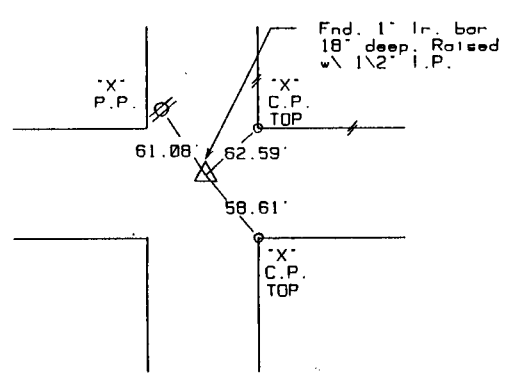 Fnd. 1" Ir. bar
18" deep. Raised
w\ 1\2" I.P.
"X"
P.P.
"X"
C.P.
TOP
61.08'
62.59'
58.61'
"X"
C.P.
TOP